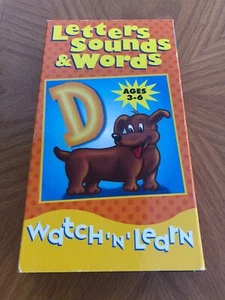 Letters
Sounds
& Words
AGES
3-6
D
Watch 'N' Learn